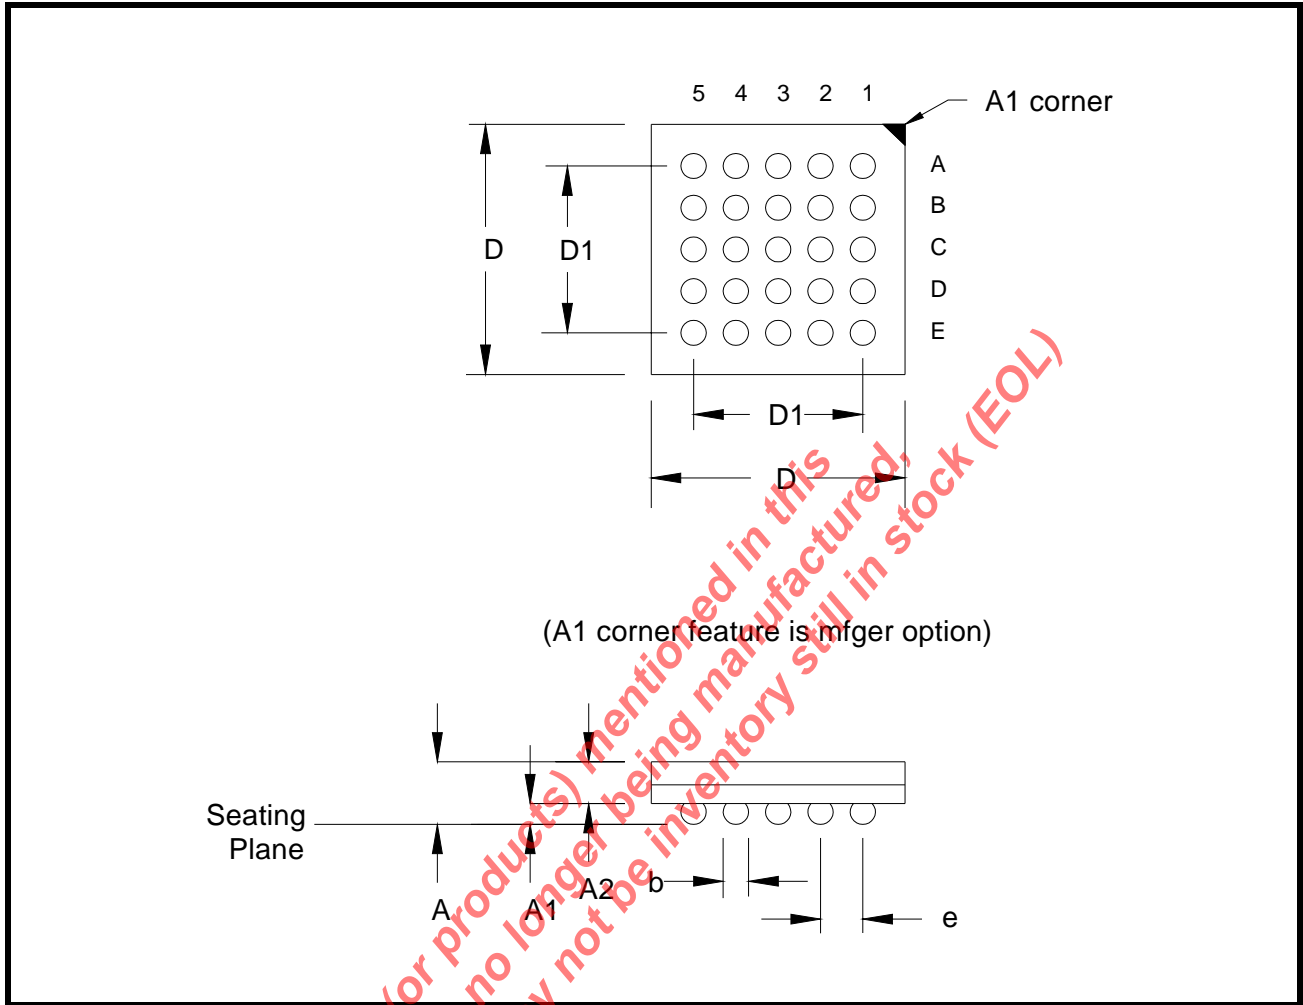 5 4 3 2 1
A1 corner
A
B
C
D
E
D
D1
D1
D
(A1 corner feature is mfger option)
Seating
Plane
A
A1
A2
b
e
(or products) mentioned in this
no longer being manufactured,
y not be inventory still in stock (EOL)